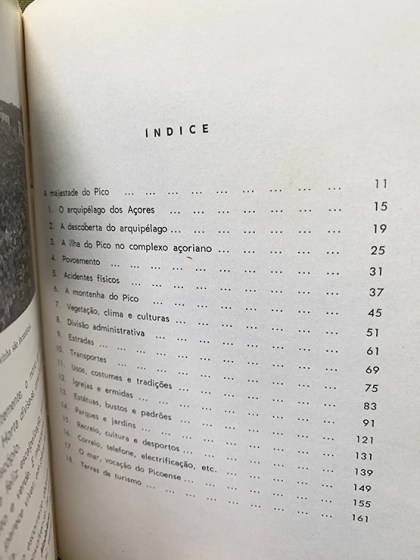 ÍNDICE
A majestade do Pico ... ... ... ... ... ... ... 11
1. O arquipélago dos Açores ... ... ... ... ... ... 15
2. A descoberta do arquipélago ... ... ... ... ... 19
3. A ilha do Pico no complexo açoriano ... ... ... ... 25
4. Povoamento ... ... ... ... ... ... ... 31
5. Acidentes físicos ... ... ... ... ... ... ... 37
6. A montanha do Pico ... ... ... ... ... ... 45
7. Vegetação, clima e culturas ... ... ... ... ... ... 51
8. Divisão administrativa ... ... ... ... ... ... 61
9. Estradas ... ... ... ... ... ... ... ... 69
10. Transportes ... ... ... ... ... ... ... 75
11. Usos, costumes e tradições ... ... ... ... ... 83
12. Igrejas e ermidas ... ... ... ... ... ... 91
13. Estátuas, bustos e padrões ... ... ... ... ... 121
14. Parques e jardins ... ... ... ... ... ... 131
15. Recreio, cultura e desportos ... ... ... ... ... 139
16. Correio, telefone, electrificação, etc. ... ... ... ... 149
17. O mar, vocação do Picoense ... ... ... ... ... 155
18. Terras de turismo ... ... ... ... ... ... 161